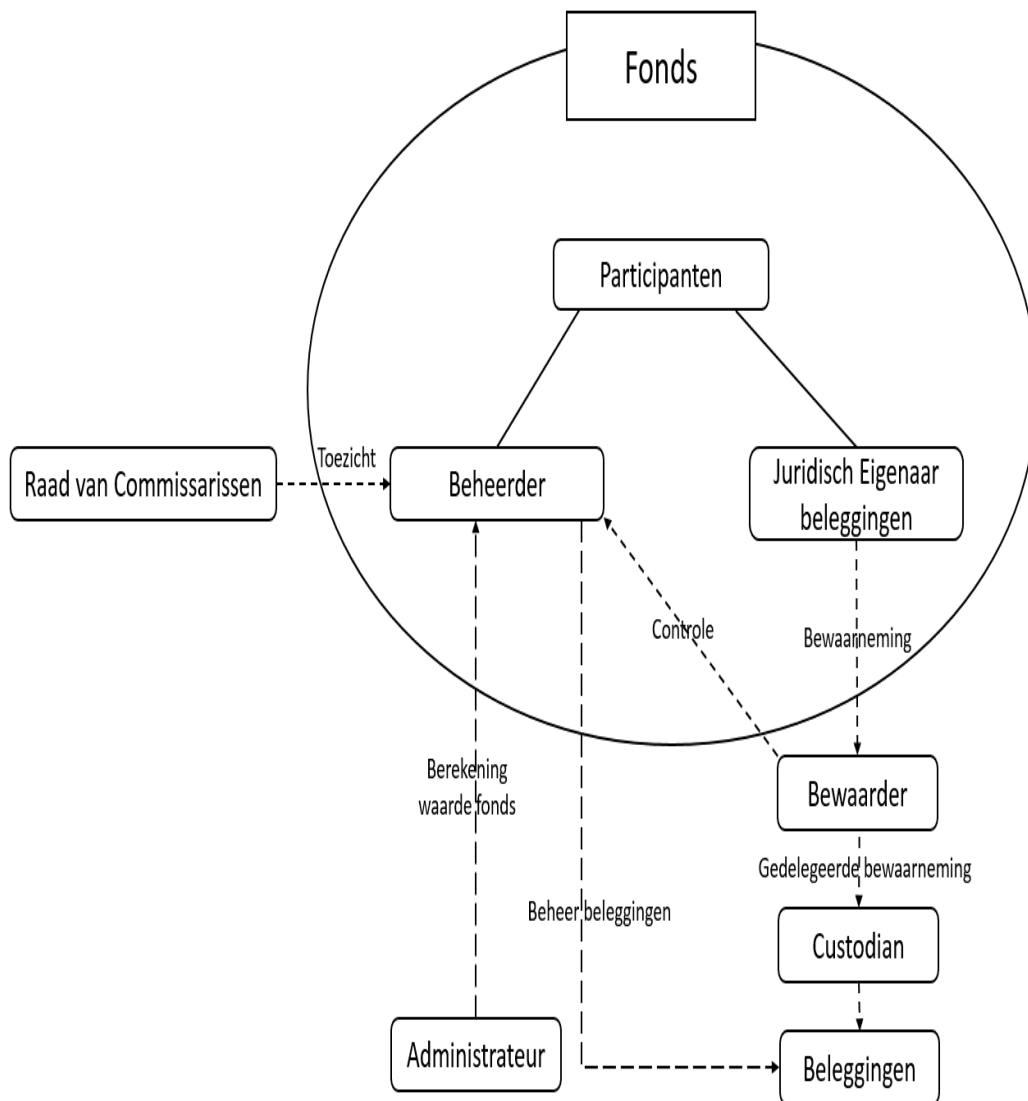 Fonds
Participanten
Toezicht
Raad van Commissarissen
Beheerder
Juridisch Eigenaar
beleggingen
Controle
Bewaarneming
Berekening
waarde fonds
Bewaarder
Gedelegeerde bewaarneming
Beheer beleggingen
Custodian
Administrateur
Beleggingen